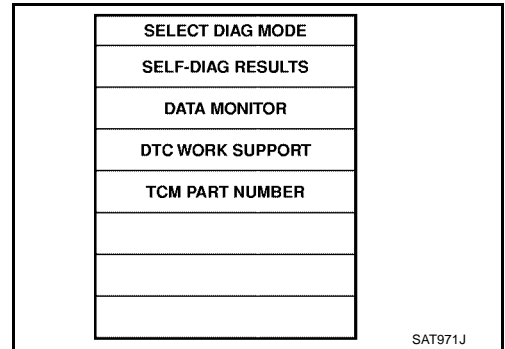 SELECT DIAG MODE
SELF-DIAG RESULTS
DATA MONITOR
DTC WORK SUPPORT
TCM PART NUMBER
SAT971J